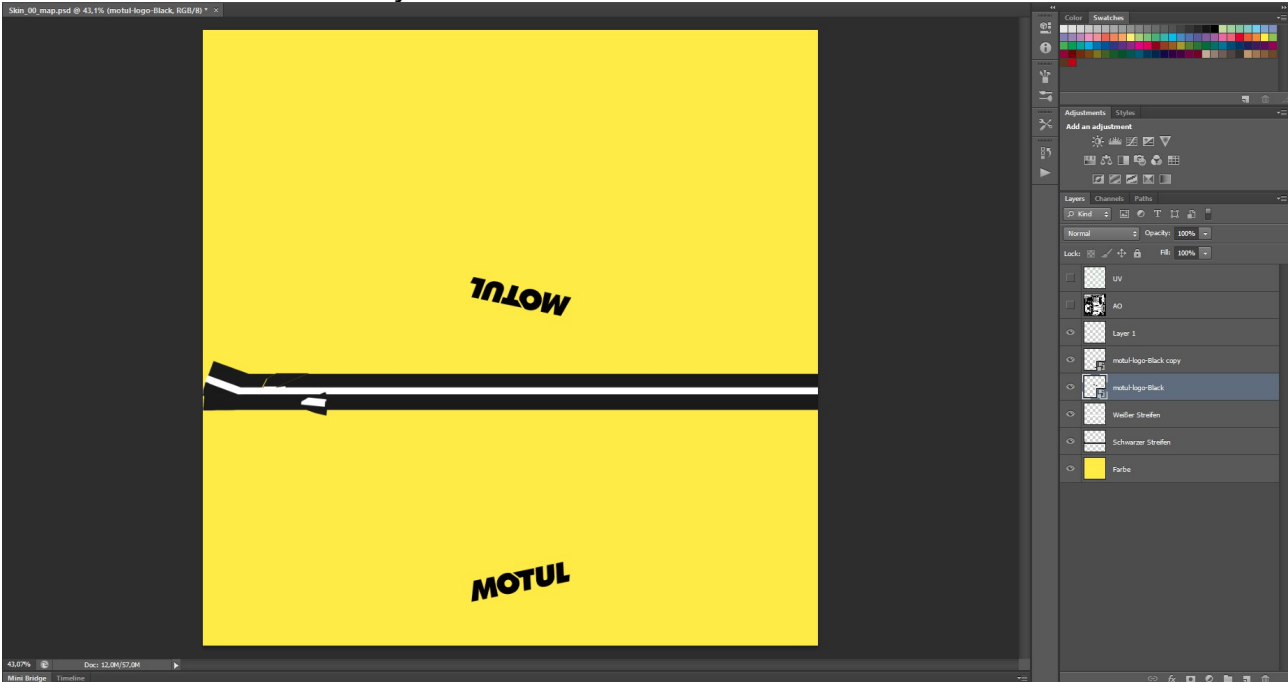 Skin_00_map.psd @ 43,1% (motul-logo-Black, RGB/8) * ×
Color Swatches
Adjustments Styles
Add an adjustment
Layers Channels Paths
Kind
Normal Opacity: 100%
Lock: Fill: 100%
UV
AO
Layer 1
motul-logo-Black copy
motul-logo-Black
Weißer Streifen
Schwarzer Streifen
Farbe
MOTUL
MOTUL
43,07% Doc: 12,0M/57,0M
Mini Bridge Timeline